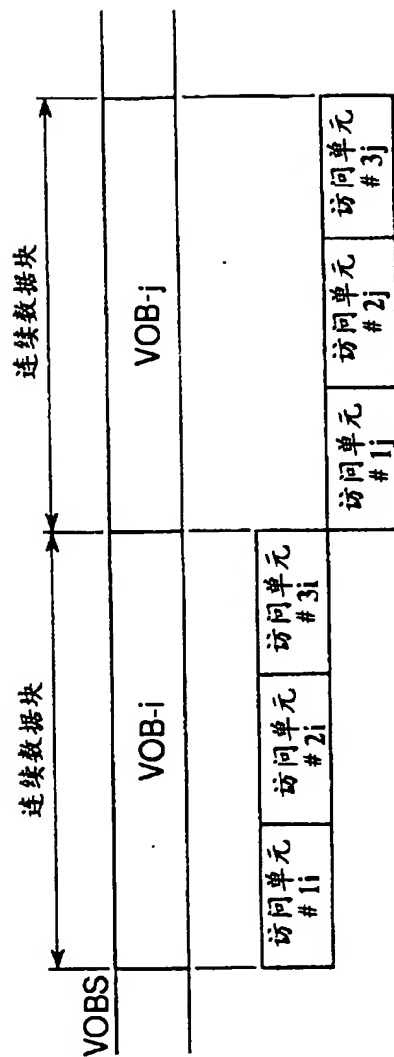 连续数据块
连续数据块
VOBS
VOB-i
VOB-j
访问单元
# 1i
访问单元
# 2i
访问单元
# 3i
访问单元
# 1j
访问单元
# 2j
访问单元
# 3j